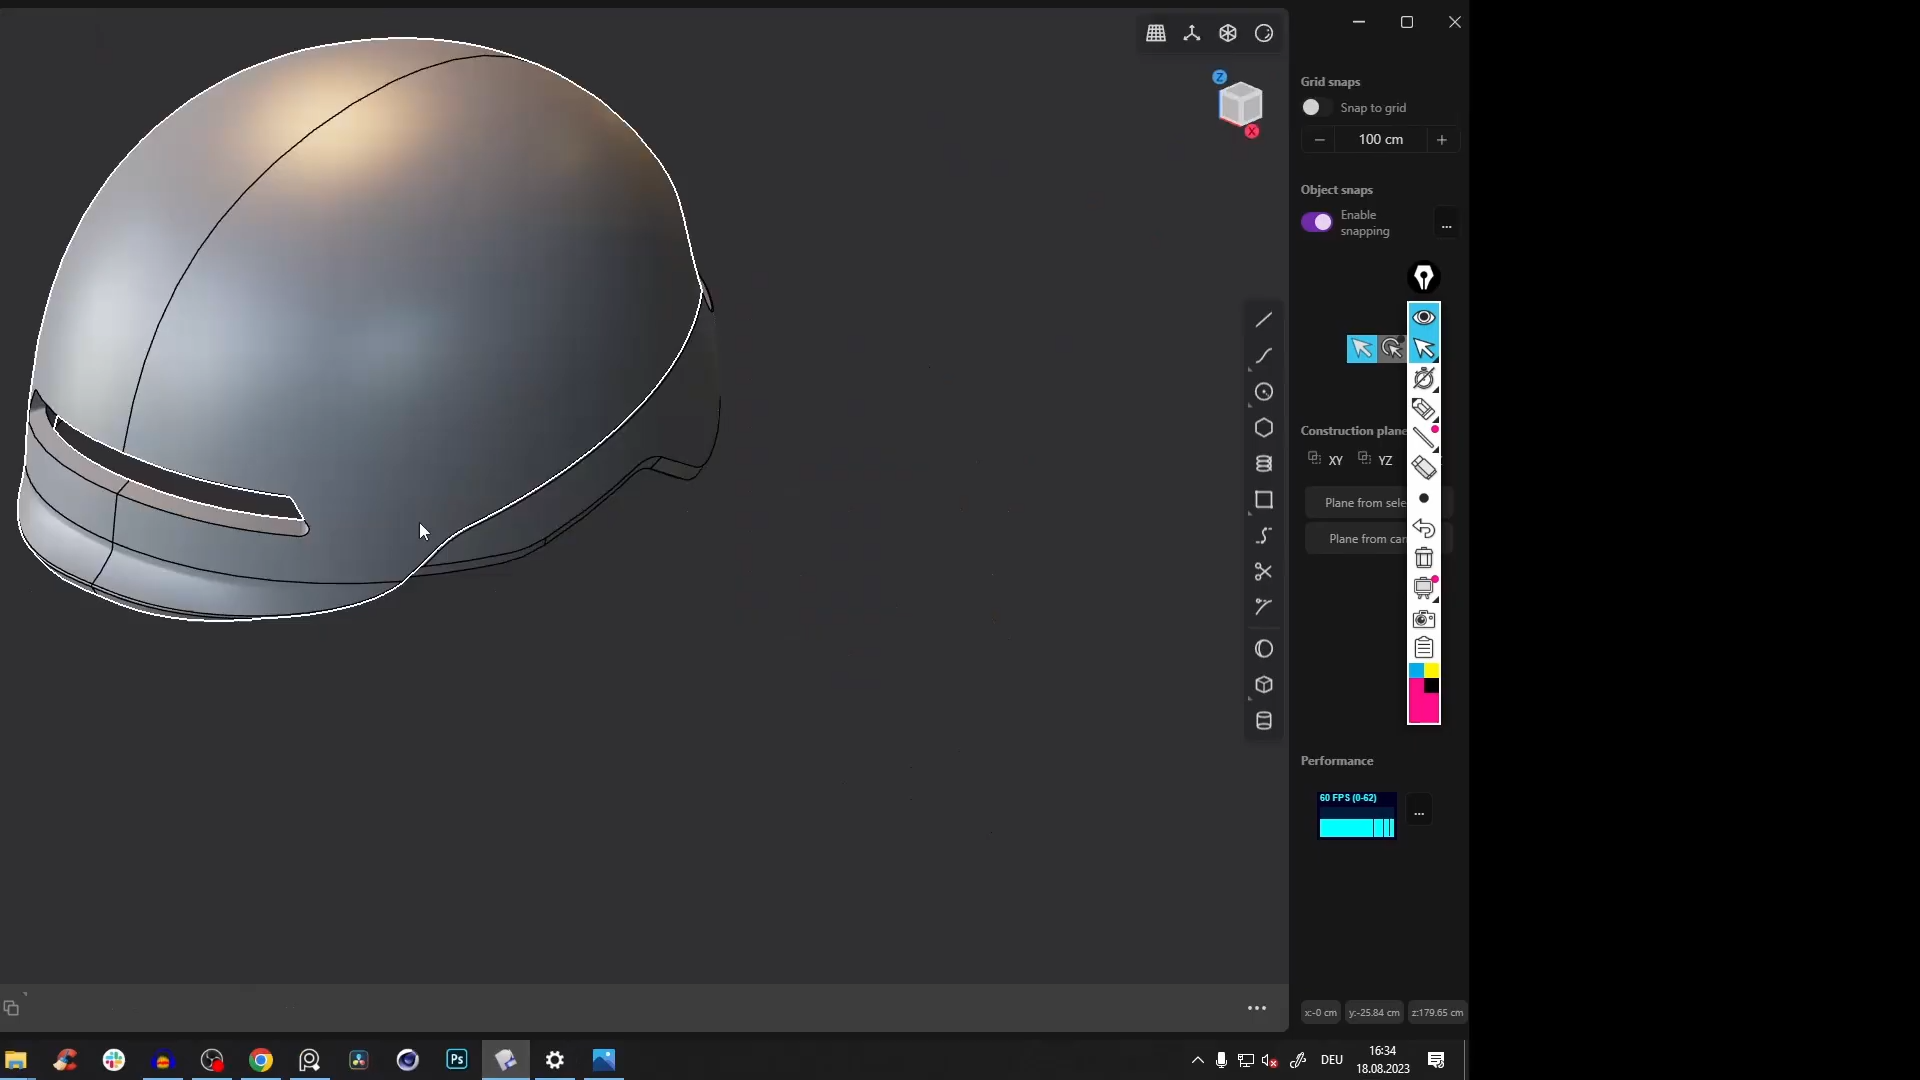 Z
X
Grid snaps
Snap to grid
100 cm
Object snaps
Enable
snapping
...
Construction plane
XY
YZ
Plane from sele
Plane from can
Performance
60 FPS (0-62)
...
x:-0 cm
y:-25.84 cm
z:179.65 cm
Ps
DEU
16:34
18.08.2023